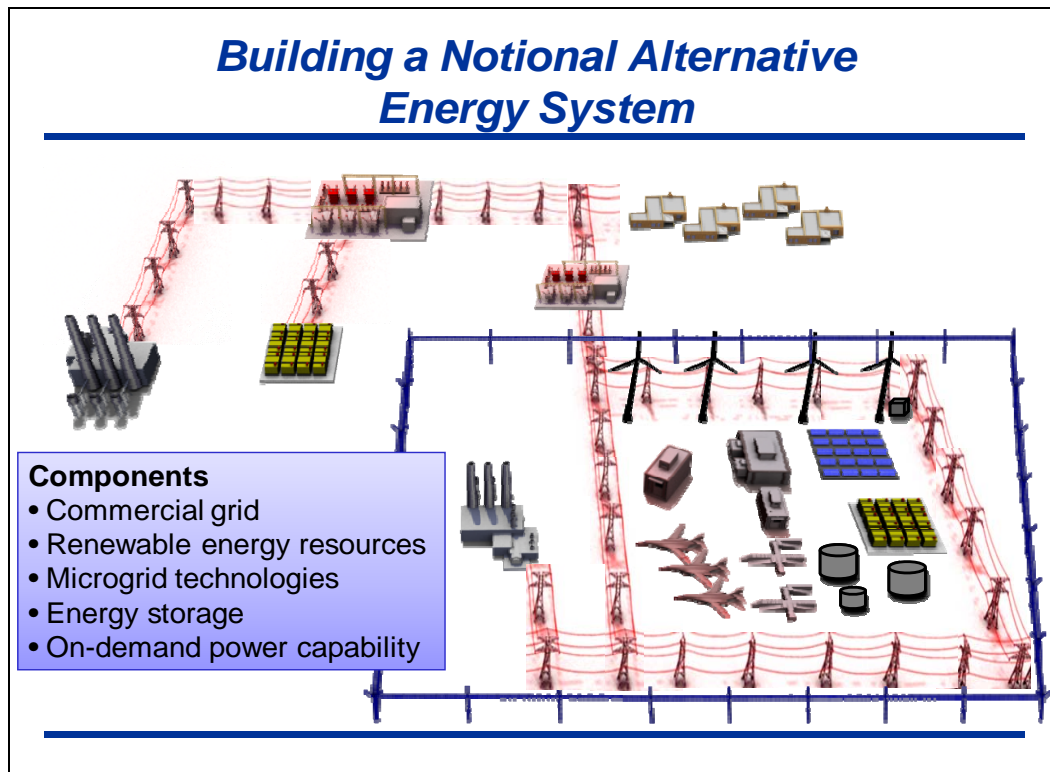 Building a Notional Alternative
Energy System
Components
• Commercial grid
• Renewable energy resources
• Microgrid technologies
• Energy storage
• On-demand power capability